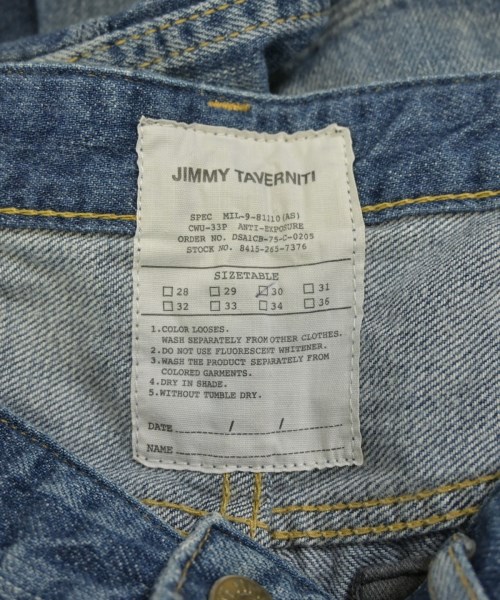 JIMMY TAVERNITI
SPEC MIL-9-81110(AS)
CWU-33P ANTI-EXPOSURE
ORDER NO. DSA1CB-75-C-0205
STOCK NO. 8415-265-7376
SIZETABLE
☐28 ☐29 ☑30 ☐31
☐32 ☐33 ☐34 ☐36
1.COLOR LOOSES.
WASH SEPARATELY FROM OTHER CLOTHES.
2.DO NOT USE FLUORESCENT WHITENER.
3.WASH THE PRODUCT SEPARATELY FROM
COLORED GARMENTS.
4.DRY IN SHADE.
5.WITHOUT TUMBLE DRY.
DATE / /
NAME